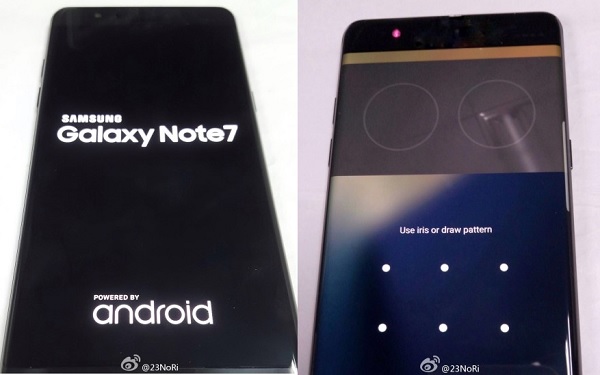 SAMSUNG
Galaxy Note7
POWERED BY
android
@23NoRi
Use iris or draw pattern
@23NoRi